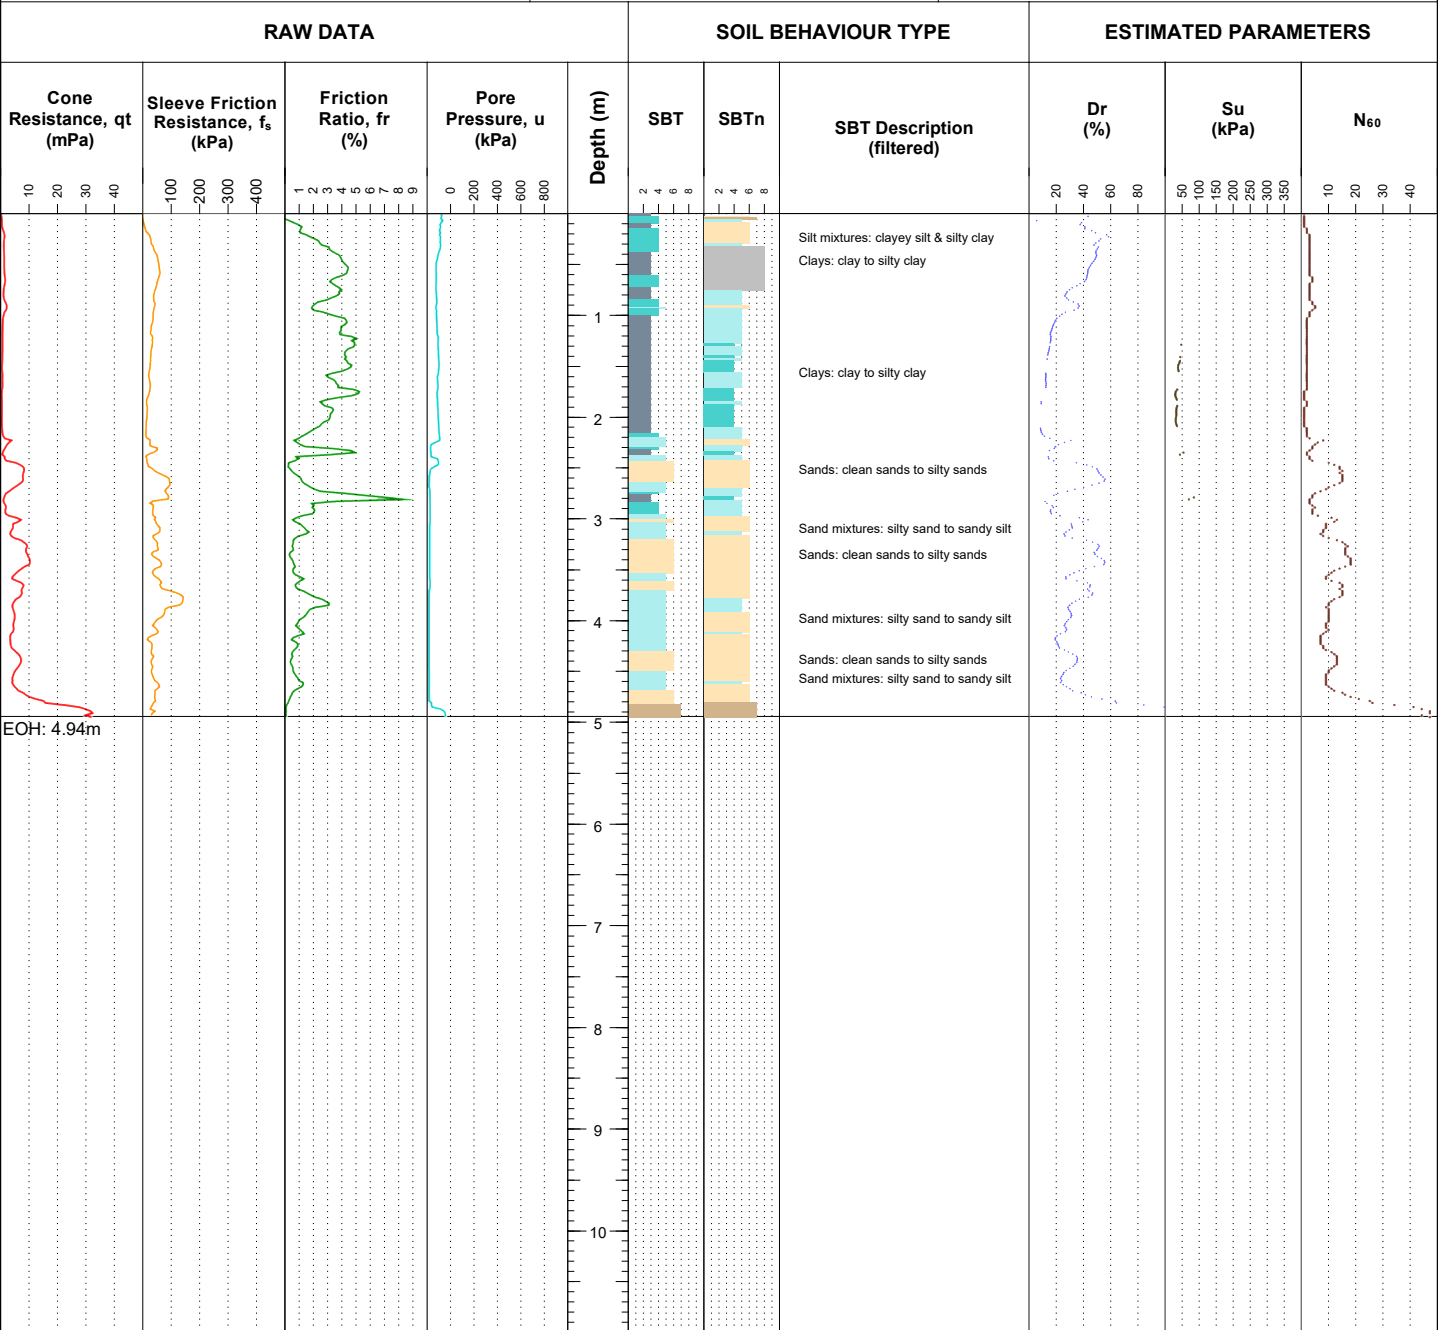 RAW DATA
SOIL BEHAVIOUR TYPE
ESTIMATED PARAMETERS
Cone
Resistance, qt
(mPa)
Sleeve Friction
Resistance, fₛ
(kPa)
Friction
Ratio, fr
(%)
Pore
Pressure, u
(kPa)
Depth (m)
SBT
SBTn
SBT Description
(filtered)
Dr
(%)
Su
(kPa)
N₆₀
10 20 30 40
100 200 300 400
1 2 3 4 5 6 7 8 9
0 200 400 600 800
2 4 6 8
2 4 6 8
20 40 60 80
50 100 150 200 250 300 350
10 20 30 40
Silt mixtures: clayey silt & silty clay
Clays: clay to silty clay
1
Clays: clay to silty clay
2
Sands: clean sands to silty sands
3
Sand mixtures: silty sand to sandy silt
Sands: clean sands to silty sands
Sand mixtures: silty sand to sandy silt
4
Sands: clean sands to silty sands
Sand mixtures: silty sand to sandy silt
EOH: 4.94m
5
6
7
8
9
10